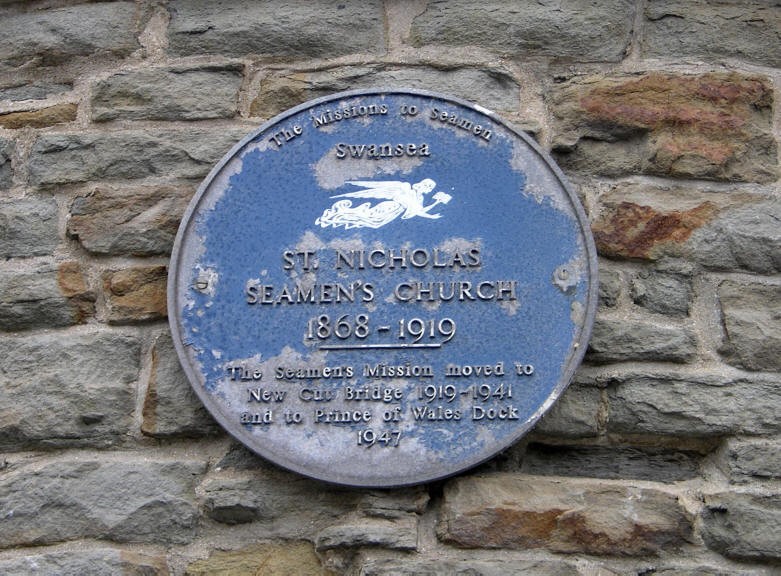 The Missions to Seamen
Swansea
ST. NICHOLAS
SEAMEN'S CHURCH
1868 - 1919
The Seamen's Mission moved to
New Cut Bridge 1919-1941
and to Prince of Wales Dock
1947